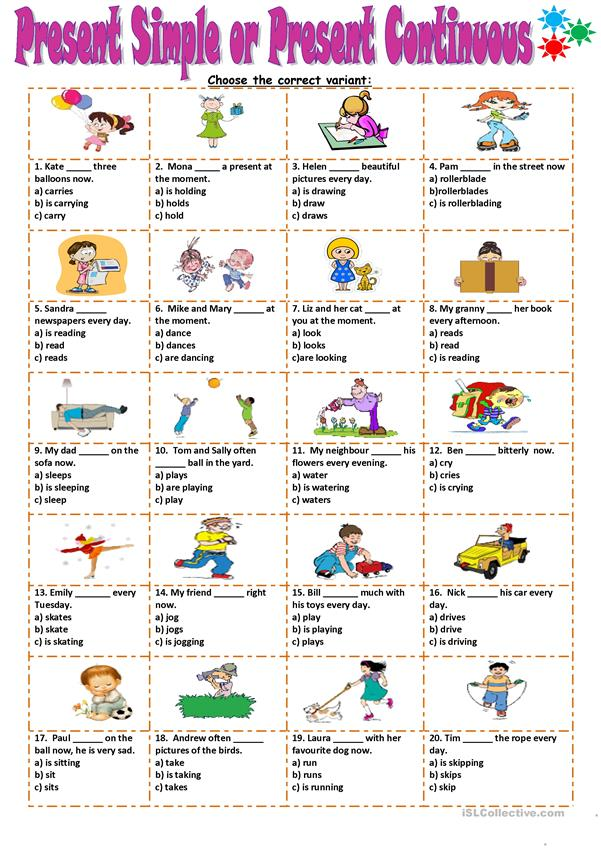 Present Simple or Present Continuous
Choose the correct variant:
1. Kate _____ three
balloons now.
a) carries
b) is carrying
c) carry
2. Mona _____ a present at
the moment.
a) is holding
b) holds
c) hold
3. Helen ______ beautiful
pictures every day.
a) is drawing
b) draw
c) draws
4. Pam ______ in the street now
a) rollerblade
b)rollerblades
c) is rollerblading
5. Sandra ______
newspapers every day.
a) is reading
b) read
c) reads
6. Mike and Mary ______ at
the moment.
a) dance
b) dances
c) are dancing
7. Liz and her cat _____ at
you at the moment.
a) look
b) looks
c)are looking
8. My granny _____ her book
every afternoon.
a) reads
b) read
c) is reading
9. My dad ______ on the
sofa now.
a) sleeps
b) is sleeping
c) sleep
10. Tom and Sally often
______ ball in the yard.
a) plays
b) are playing
c) play
11. My neighbour _____ his
flowers every evening.
a) water
b) is watering
c) waters
12. Ben ______ bitterly now.
a) cry
b) cries
c) is crying
13. Emily _______ every
Tuesday.
a) skates
b) skate
c) is skating
14. My friend _____ right
now.
a) jog
b) jogs
c) is jogging
15. Bill ______ much with
his toys every day.
a) play
b) is playing
c) plays
16. Nick ______ his car every
day.
a) drives
b) drive
c) is driving
17. Paul ______ on the
ball now, he is very sad.
a) is sitting
b) sit
c) sits
18. Andrew often ______
pictures of the birds.
a) take
b) is taking
c) takes
19. Laura ______ with her
favourite dog now.
a) run
b) runs
c) is running
20. Tim ______ the rope every
day.
a) is skipping
b) skips
c) skip
iSLCollective.com